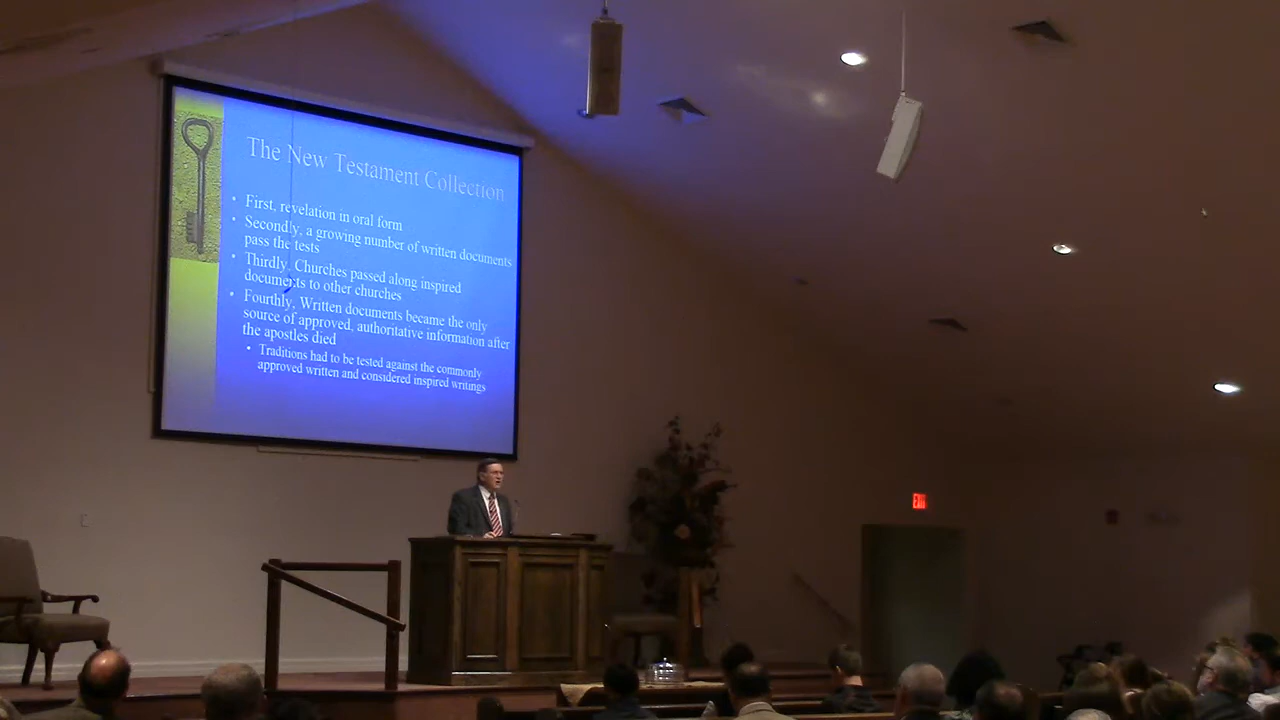 The New Testament Collection
• First, revelation in oral form
• Secondly, a growing number of written documents
pass the tests
• Thirdly, Churches passed along inspired
documents to other churches
• Fourthly, Written documents became the only
source of approved, authoritative information after
the apostles died
• Traditions had to be tested against the commonly
approved written and considered inspired writings
EXIT